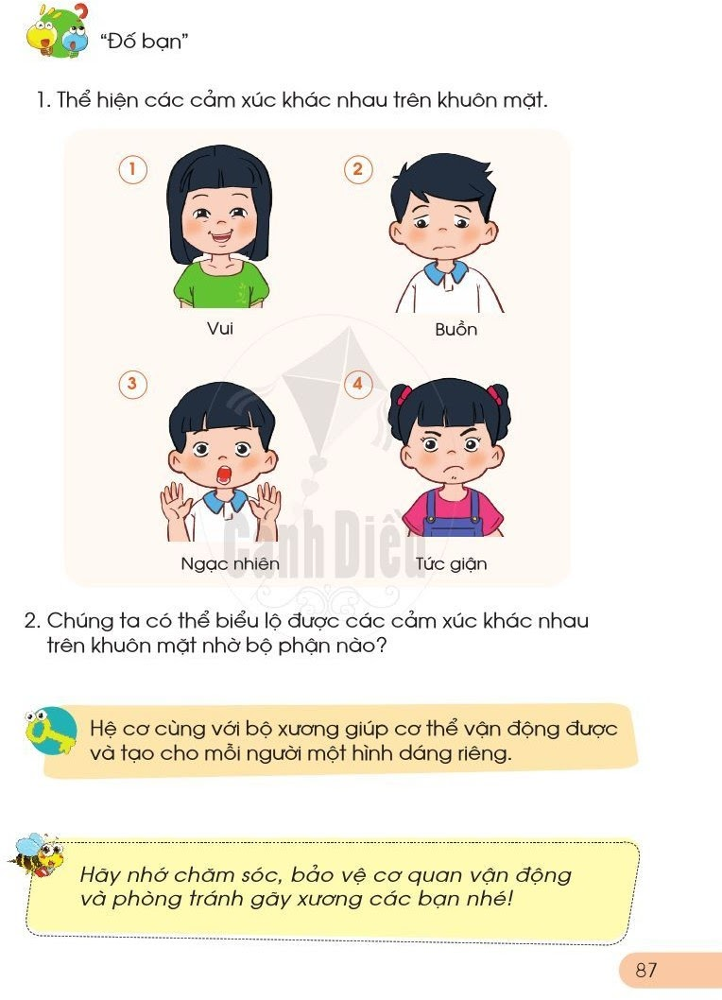 “Đố bạn”
1. Thể hiện các cảm xúc khác nhau trên khuôn mặt.
1
2
Vui
Buồn
3
4
Cánh Diều
Ngạc nhiên
Tức giận
2. Chúng ta có thể biểu lộ được các cảm xúc khác nhau
trên khuôn mặt nhờ bộ phận nào?
Hệ cơ cùng với bộ xương giúp cơ thể vận động được
và tạo cho mỗi người một hình dáng riêng.
Hãy nhớ chăm sóc, bảo vệ cơ quan vận động
và phòng tránh gãy xương các bạn nhé!
87